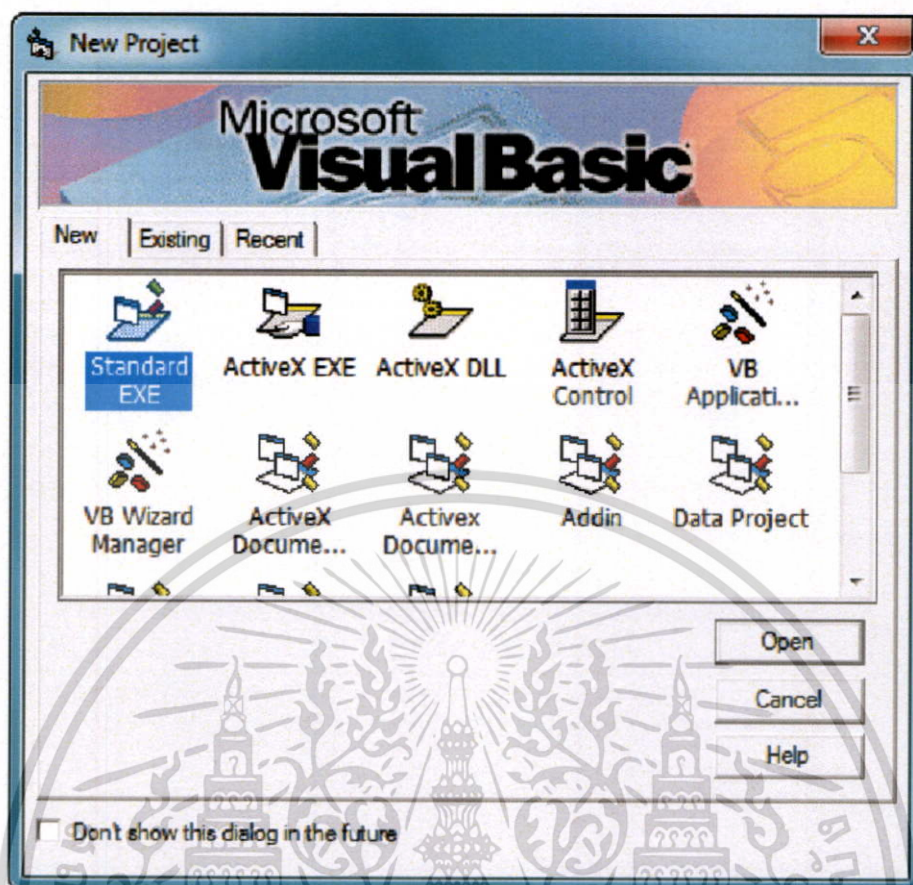 New Project
Microsoft
Visual Basic
New
Existing
Recent
Standard
EXE
ActiveX EXE
ActiveX DLL
ActiveX
Control
VB
Applicati...
VB Wizard
Manager
ActiveX
Docume...
Activex
Docume...
Addin
Data Project
Open
Cancel
Help
Don't show this dialog in the future